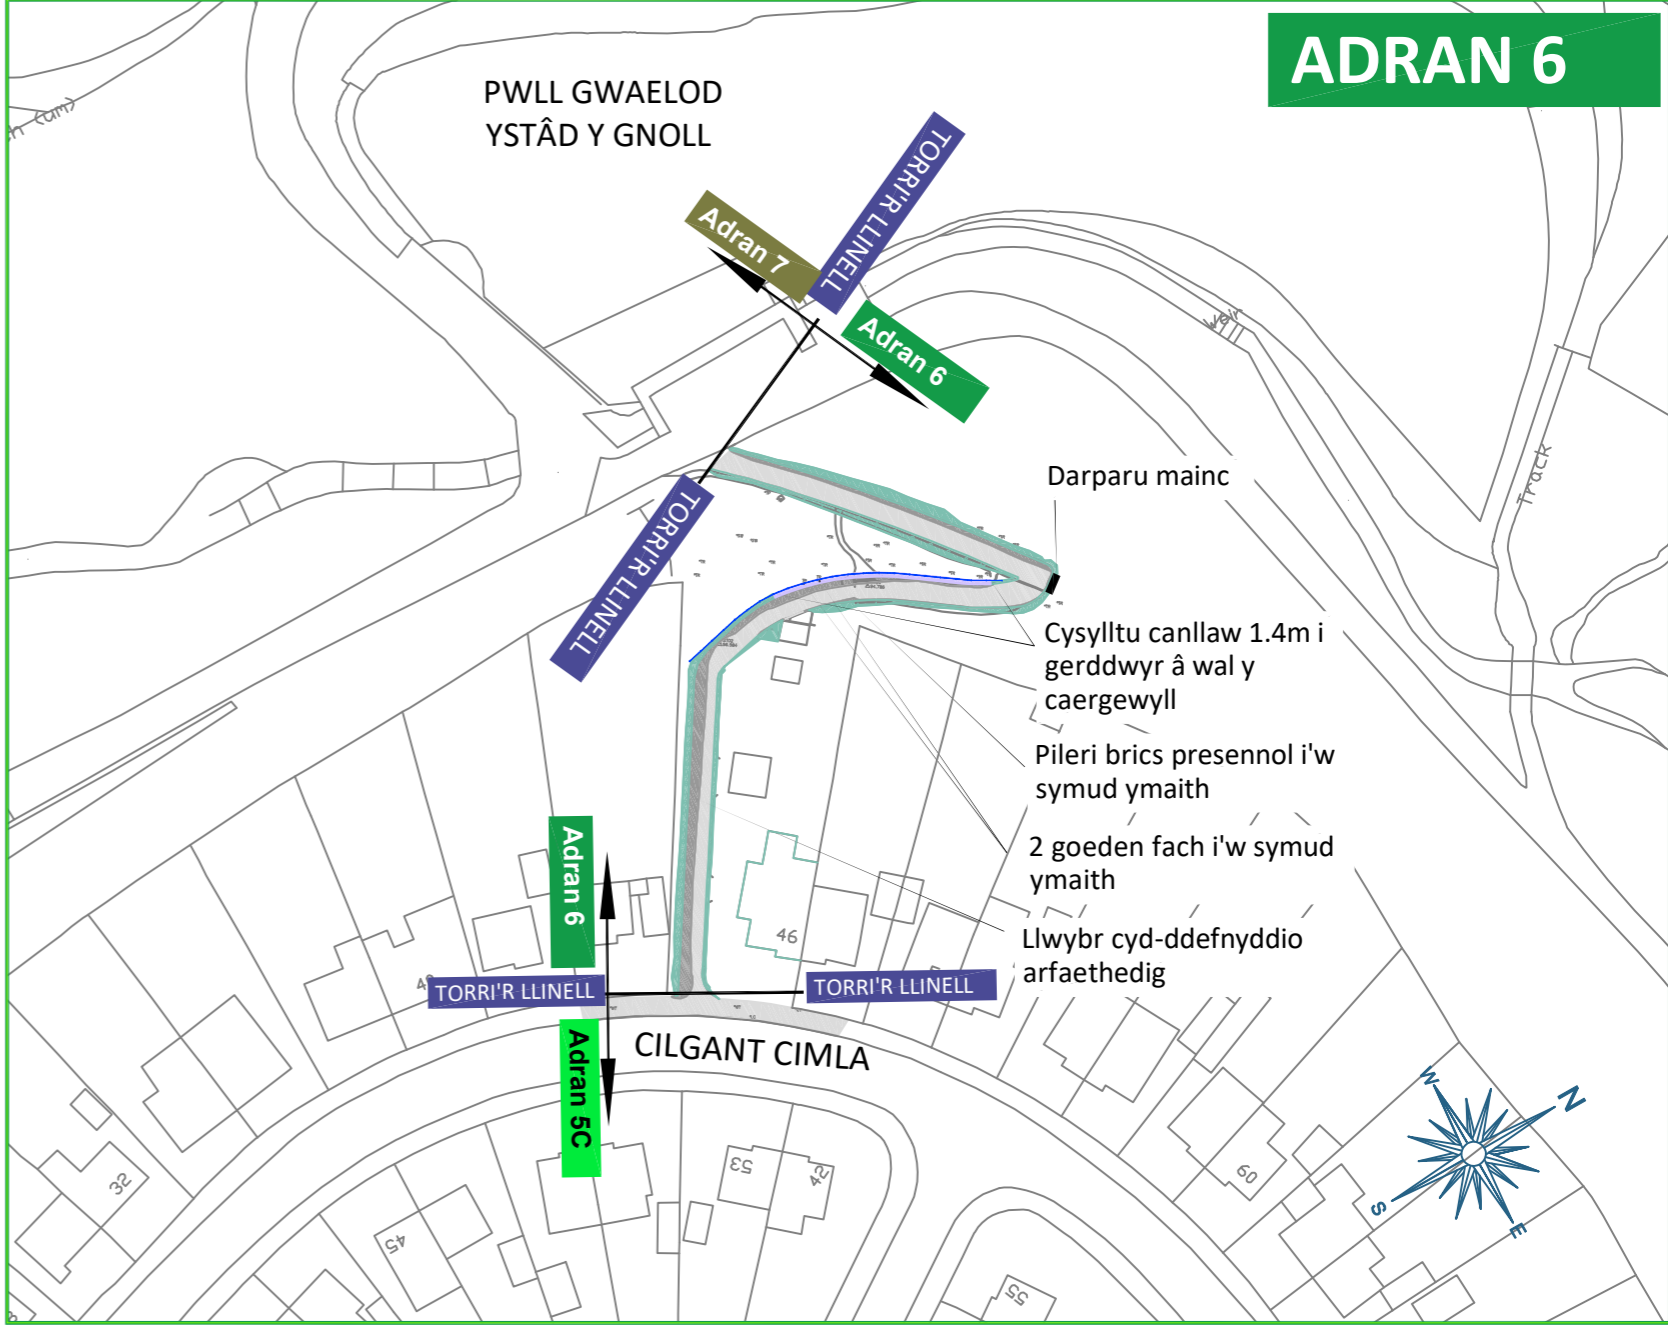 ADRAN 6
PWLL GWAELOD
YSTÂD Y GNOLL
TORRI'R LLINELL
Adran 7
Adran 6
Weir
Track
TORRI'R LLINELL
Darparu mainc
Cysylltu canllaw 1.4m i
gerddwyr â wal y
caergewyll
Pileri brics presennol i'w
symud ymaith
2 goeden fach i'w symud
ymaith
Llwybr cyd-ddefnyddio
arfaethedig
Adran 6
46
TORRI'R LLINELL
TORRI'R LLINELL
Adran 5C
CILGANT CIMLA
32
45
53
42
60
55
N
W
S
E